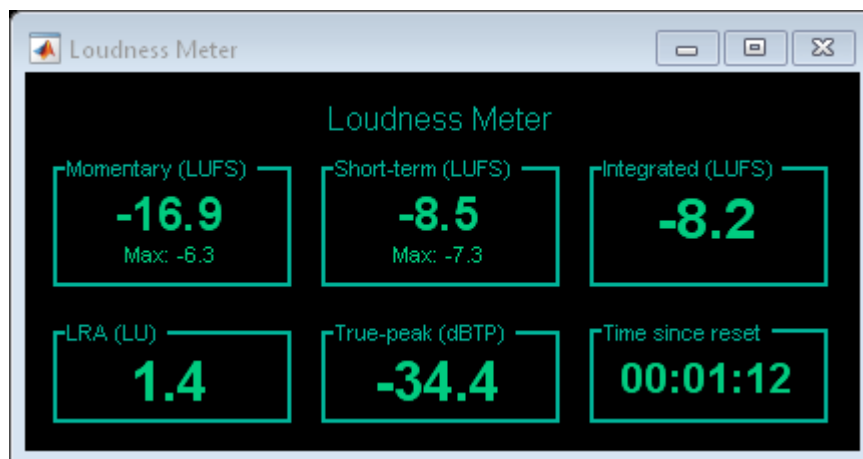 Loudness Meter
Loudness Meter
Momentary (LUFS)
-16.9
Max: -6.3
Short-term (LUFS)
-8.5
Max: -7.3
Integrated (LUFS)
-8.2
LRA (LU)
1.4
True-peak (dBTP)
-34.4
Time since reset
00:01:12